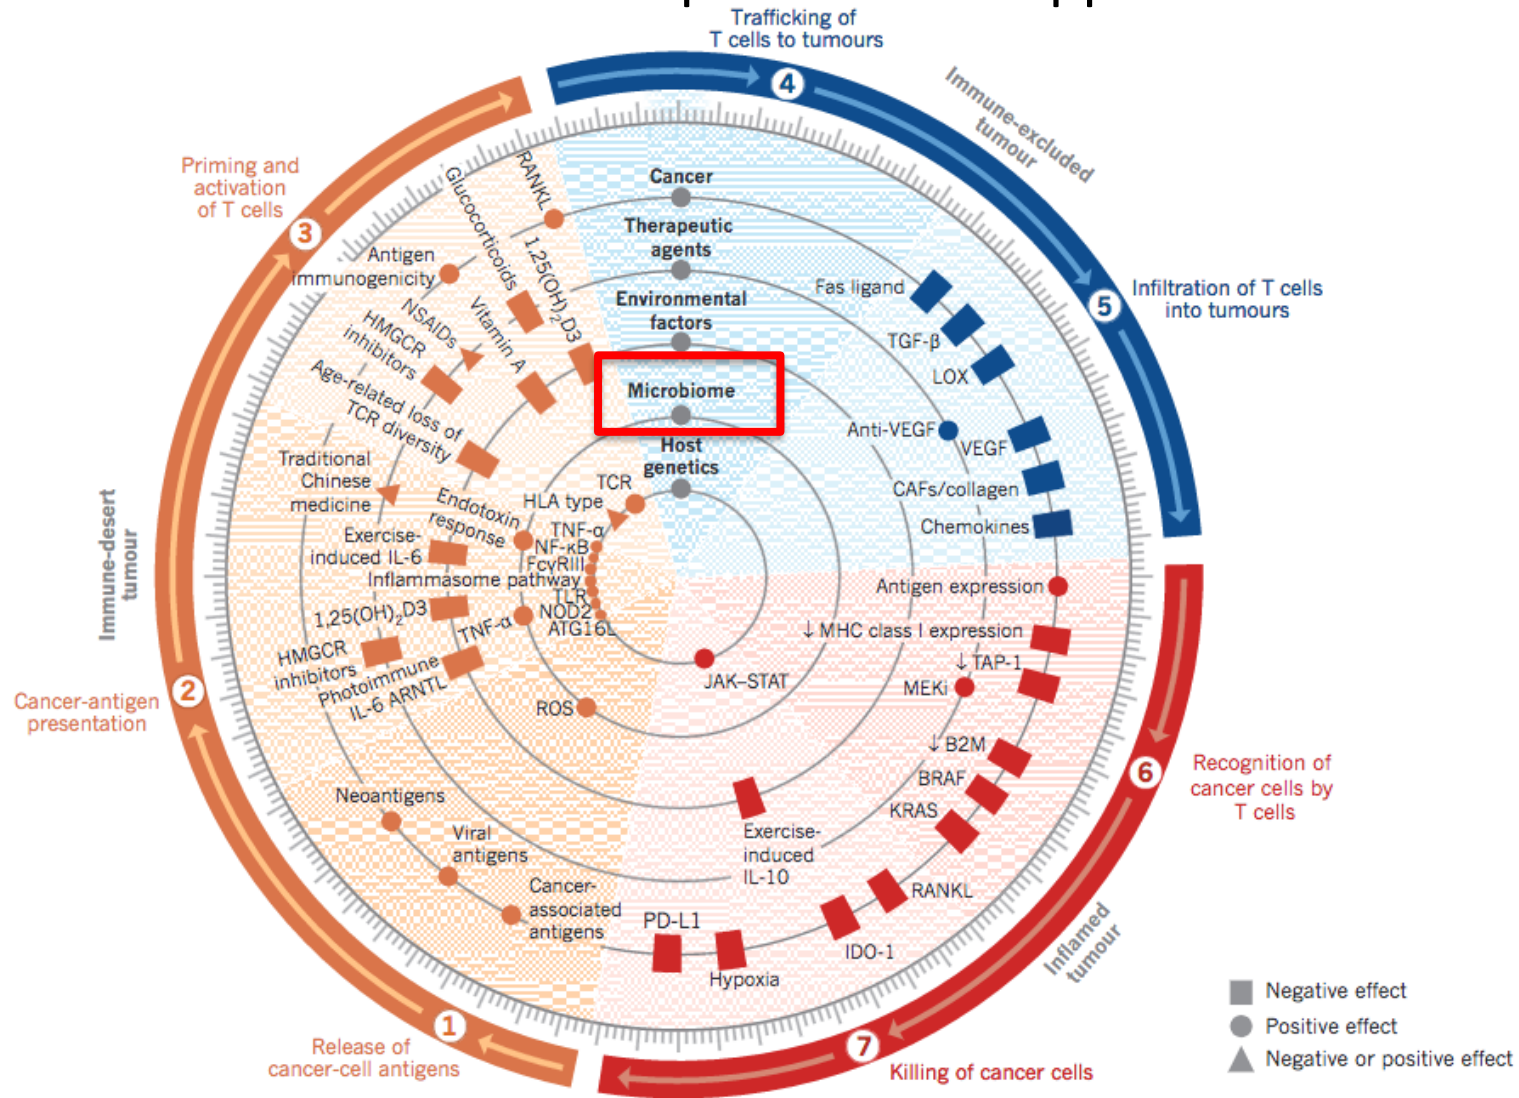 Trafficking of
T cells to tumours
4
Immune-excluded
tumour
5
Infiltration of T cells
into tumours
Priming and
activation
of T cells
3
Cancer
Therapeutic
agents
Environmental
factors
Microbiome
Host
genetics
RANKL
Glucocorticoids
1,25(OH)2D3
Antigen
immunogenicity
NSAIDs
Vitamin A
HMGCR
inhibitors
Age-related loss of
TCR diversity
Traditional
Chinese
medicine
Endotoxin
response
Exercise-
induced IL-6
TCR
HLA type
TNF-α
NF-κB
FcγRIII
Inflammasome pathway
TLR
NOD2
ATG16L
1,25(OH)2D3
TNF-α
HMGCR
inhibitors
Photoimmune
IL-6 ARNTL
ROS
Immune-desert
tumour
2
Cancer-antigen
presentation
Neoantigens
Viral
antigens
Cancer-
associated
antigens
1
Release of
cancer-cell antigens
Fas ligand
TGF-β
LOX
Anti-VEGF
VEGF
CAFs/collagen
Chemokines
Antigen expression
↓MHC class I expression
↓TAP-1
MEKi
JAK–STAT
↓B2M
BRAF
KRAS
Exercise-
induced
IL-10
RANKL
IDO-1
PD-L1
Hypoxia
6
Recognition of
cancer cells by
T cells
Inflamed
tumour
7
Killing of cancer cells
Negative effect
Positive effect
Negative or positive effect